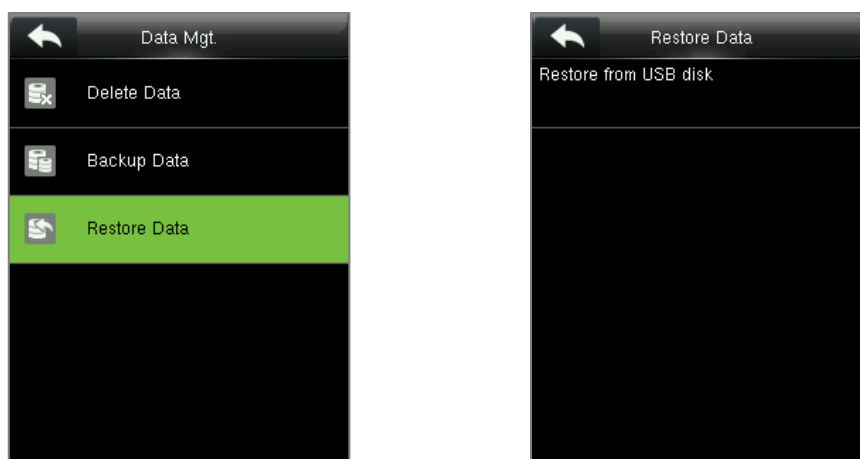 Data Mgt.
Delete Data
Backup Data
Restore Data
Restore Data
Restore from USB disk